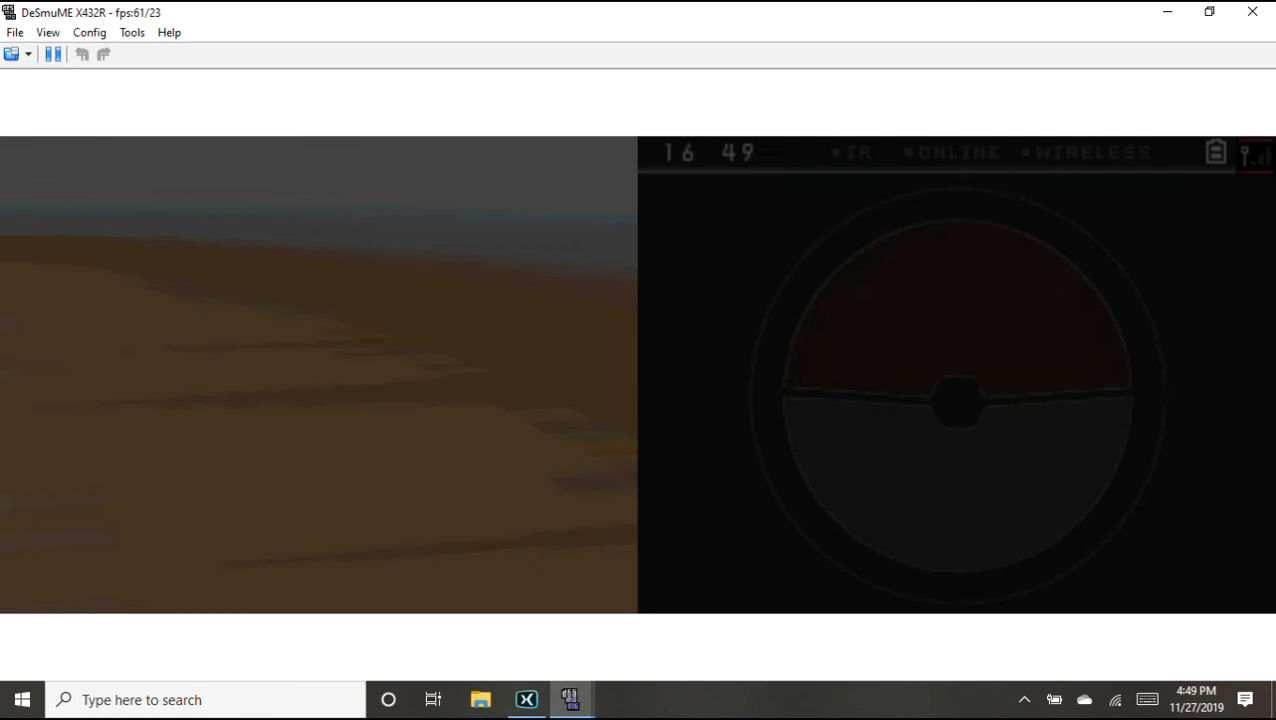 DeSmuME X432R - fps:61/23
File View Config Tools Help
16 49 IR ONLINE WIRELESS
Type here to search
4:49 PM
11/27/2019